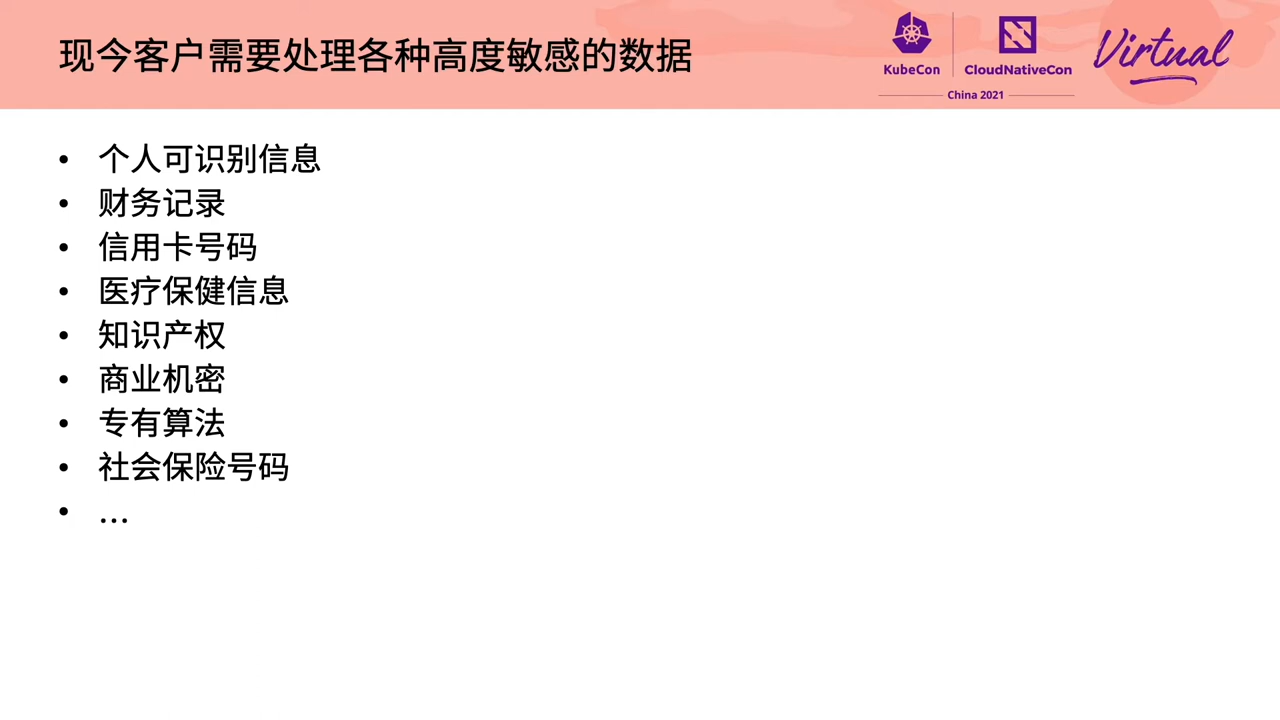 现今客户需要处理各种高度敏感的数据
KubeCon
CloudNativeCon
China 2021
Virtual
• 个人可识别信息
• 财务记录
• 信用卡号码
• 医疗保健信息
• 知识产权
• 商业机密
• 专有算法
• 社会保险号码
• ...